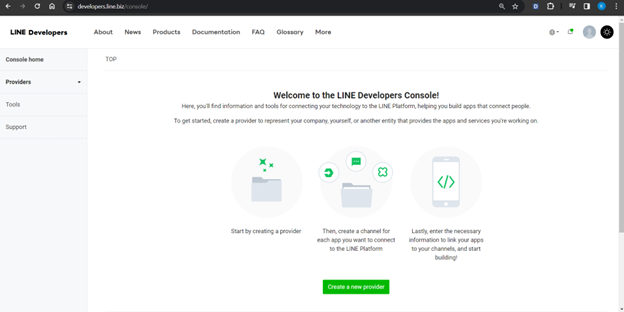 developers.line.biz/console/
LINE Developers
About
News
Products
Documentation
FAQ
Glossary
More
Console home
Providers
Tools
Support
TOP
Welcome to the LINE Developers Console!
Here, you'll find information and tools for connecting your technology to the LINE Platform, helping you build apps that connect people.
To get started, create a provider to represent your company, yourself, or another entity that provides the apps and services you're working on.
Start by creating a provider
Then, create a channel for
each app you want to connect
to the LINE Platform
Lastly, enter the necessary
information to link your apps
to your channels, and start
building!
Create a new provider